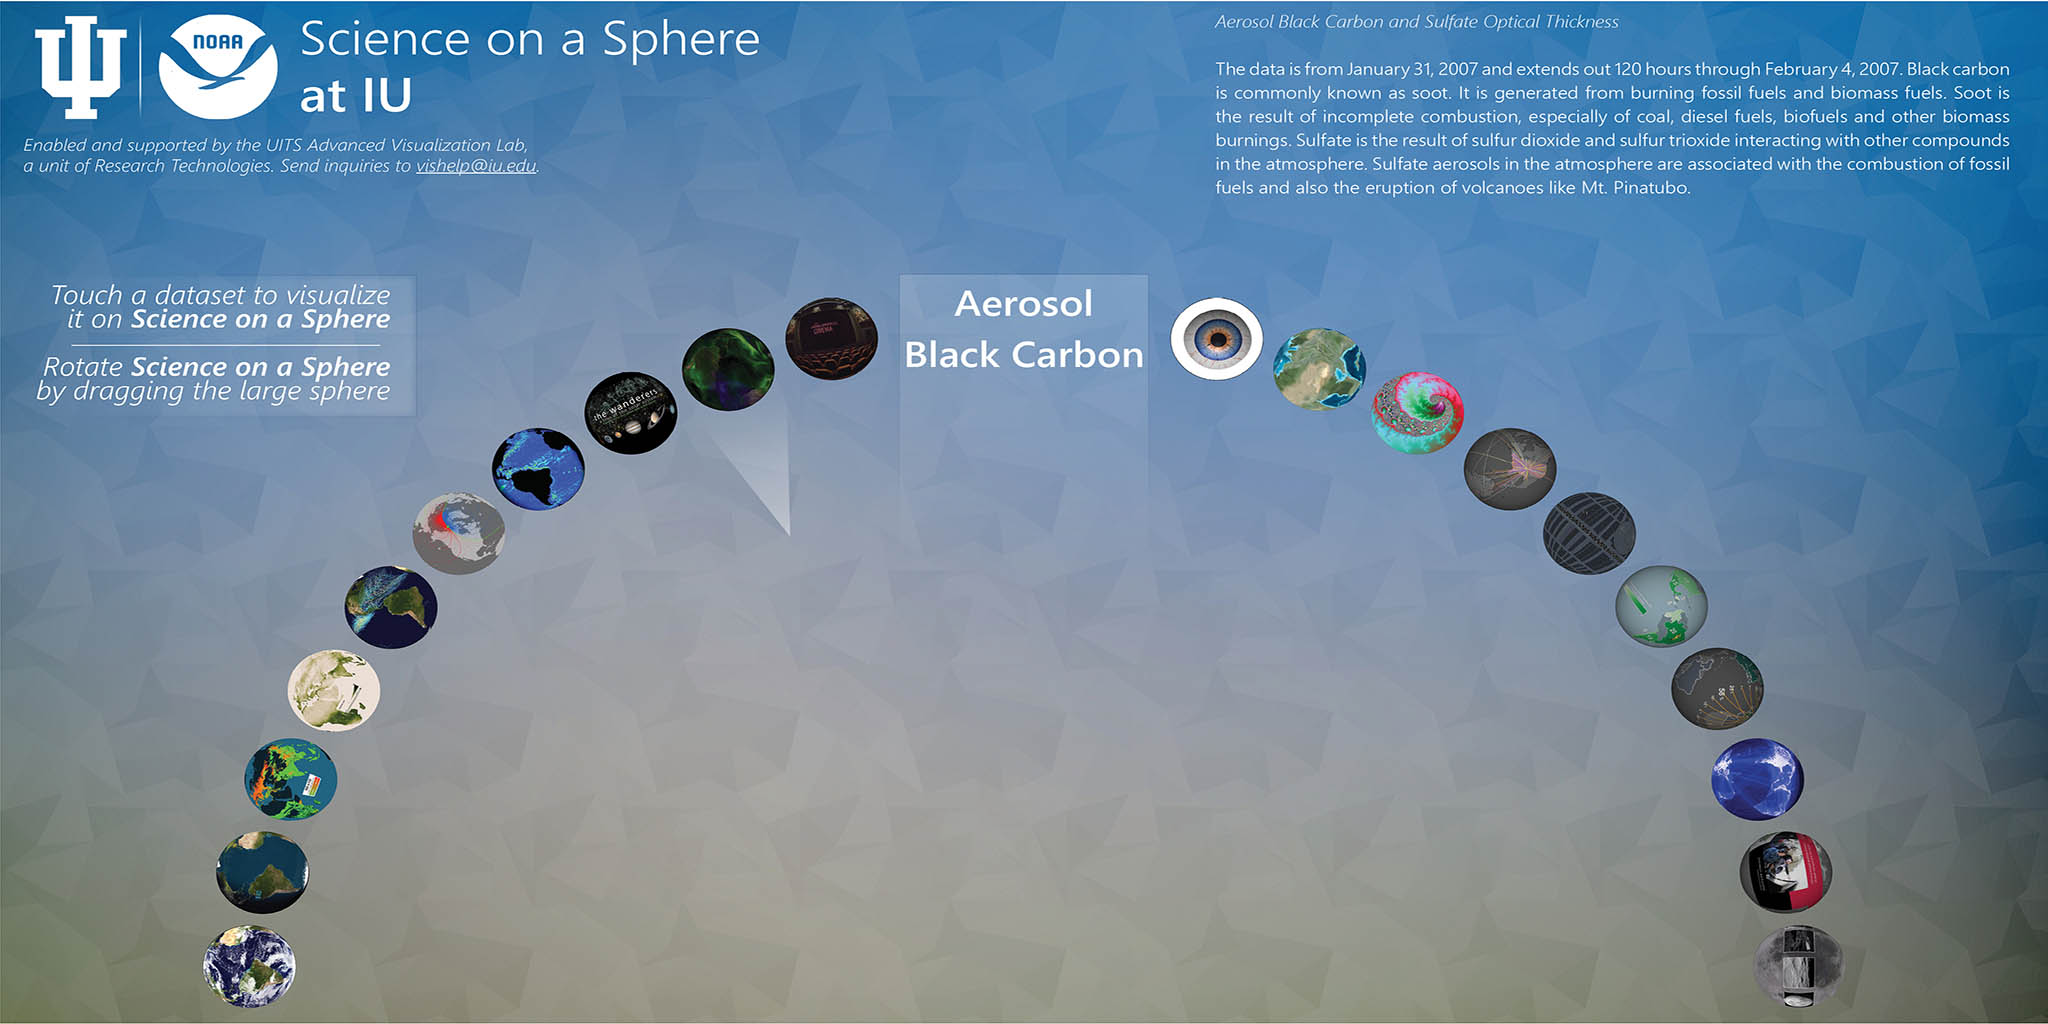 NOAA
Science on a Sphere
at IU
Enabled and supported by the UITS Advanced Visualization Lab,
a unit of Research Technologies. Send inquiries to vishelp@iu.edu.
Aerosol Black Carbon and Sulfate Optical Thickness
The data is from January 31, 2007 and extends out 120 hours through February 4, 2007. Black carbon
is commonly known as soot. It is generated from burning fossil fuels and biomass fuels. Soot is
the result of incomplete combustion, especially of coal, diesel fuels, biofuels and other biomass
burnings. Sulfate is the result of sulfur dioxide and sulfur trioxide interacting with other compounds
in the atmosphere. Sulfate aerosols in the atmosphere are associated with the combustion of fossil
fuels and also the eruption of volcanoes like Mt. Pinatubo.
Touch a dataset to visualize
it on Science on a Sphere
Rotate Science on a Sphere
by dragging the large sphere
Aerosol
Black Carbon
the wanderers
CINEMA